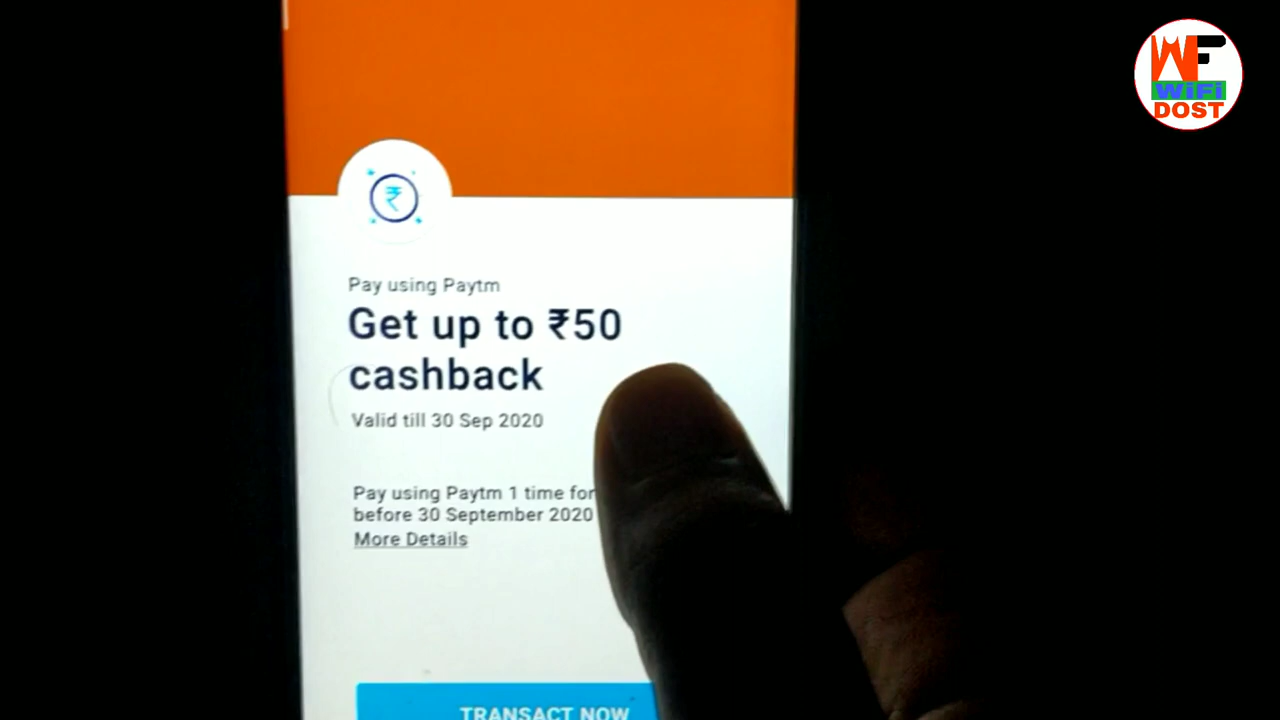 WF
WiFi
DOST
₹
Pay using Paytm
Get up to ₹50
cashback
Valid till 30 Sep 2020
Pay using Paytm 1 time for
before 30 September 2020
More Details
TRANSACT NOW